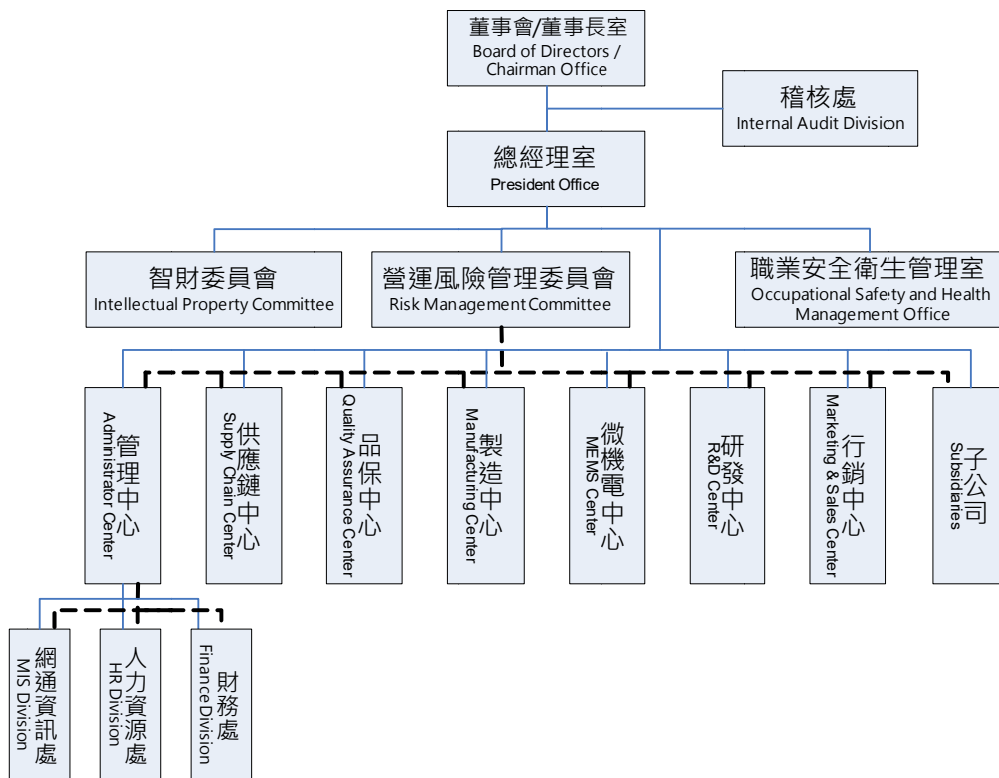 董事會/董事長室
Board of Directors /
Chairman Office
稽核處
Internal Audit Division
總經理室
President Office
智財委員會
Intellectual Property Committee
營運風險管理委員會
Risk Management Committee
職業安全衛生管理室
Occupational Safety and Health
Management Office
管理中心
Administrator Center
供應鏈中心
Supply Chain Center
品保中心
Quality Assurance Center
製造中心
Manufacturing Center
微機電中心
MEMS Center
研發中心
R&D Center
行銷中心
Marketing & Sales Center
子公司
Subsidiaries
網通資訊處
MIS Division
人力資源處
HR Division
財務處
Finance Division